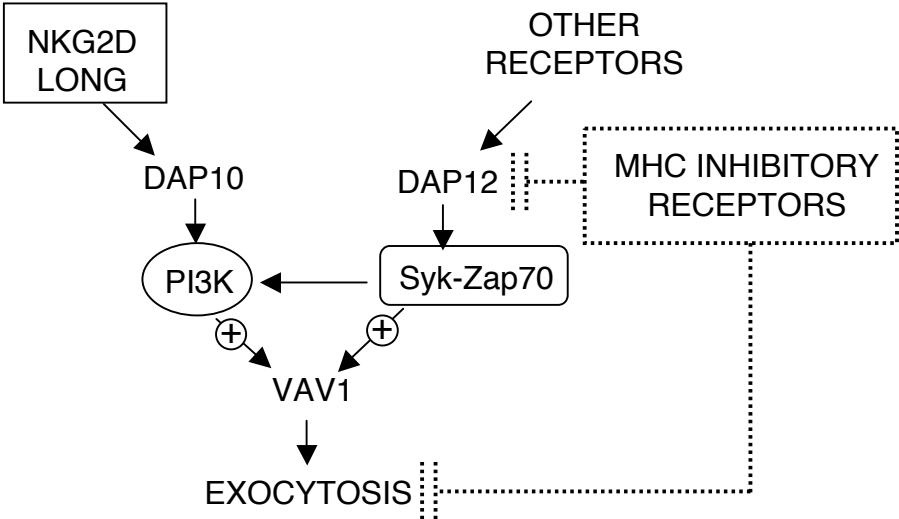 NKG2D
LONG
OTHER
RECEPTORS
DAP10
DAP12
MHC INHIBITORY
RECEPTORS
PI3K
Syk-Zap70
+
+
VAV1
EXOCYTOSIS